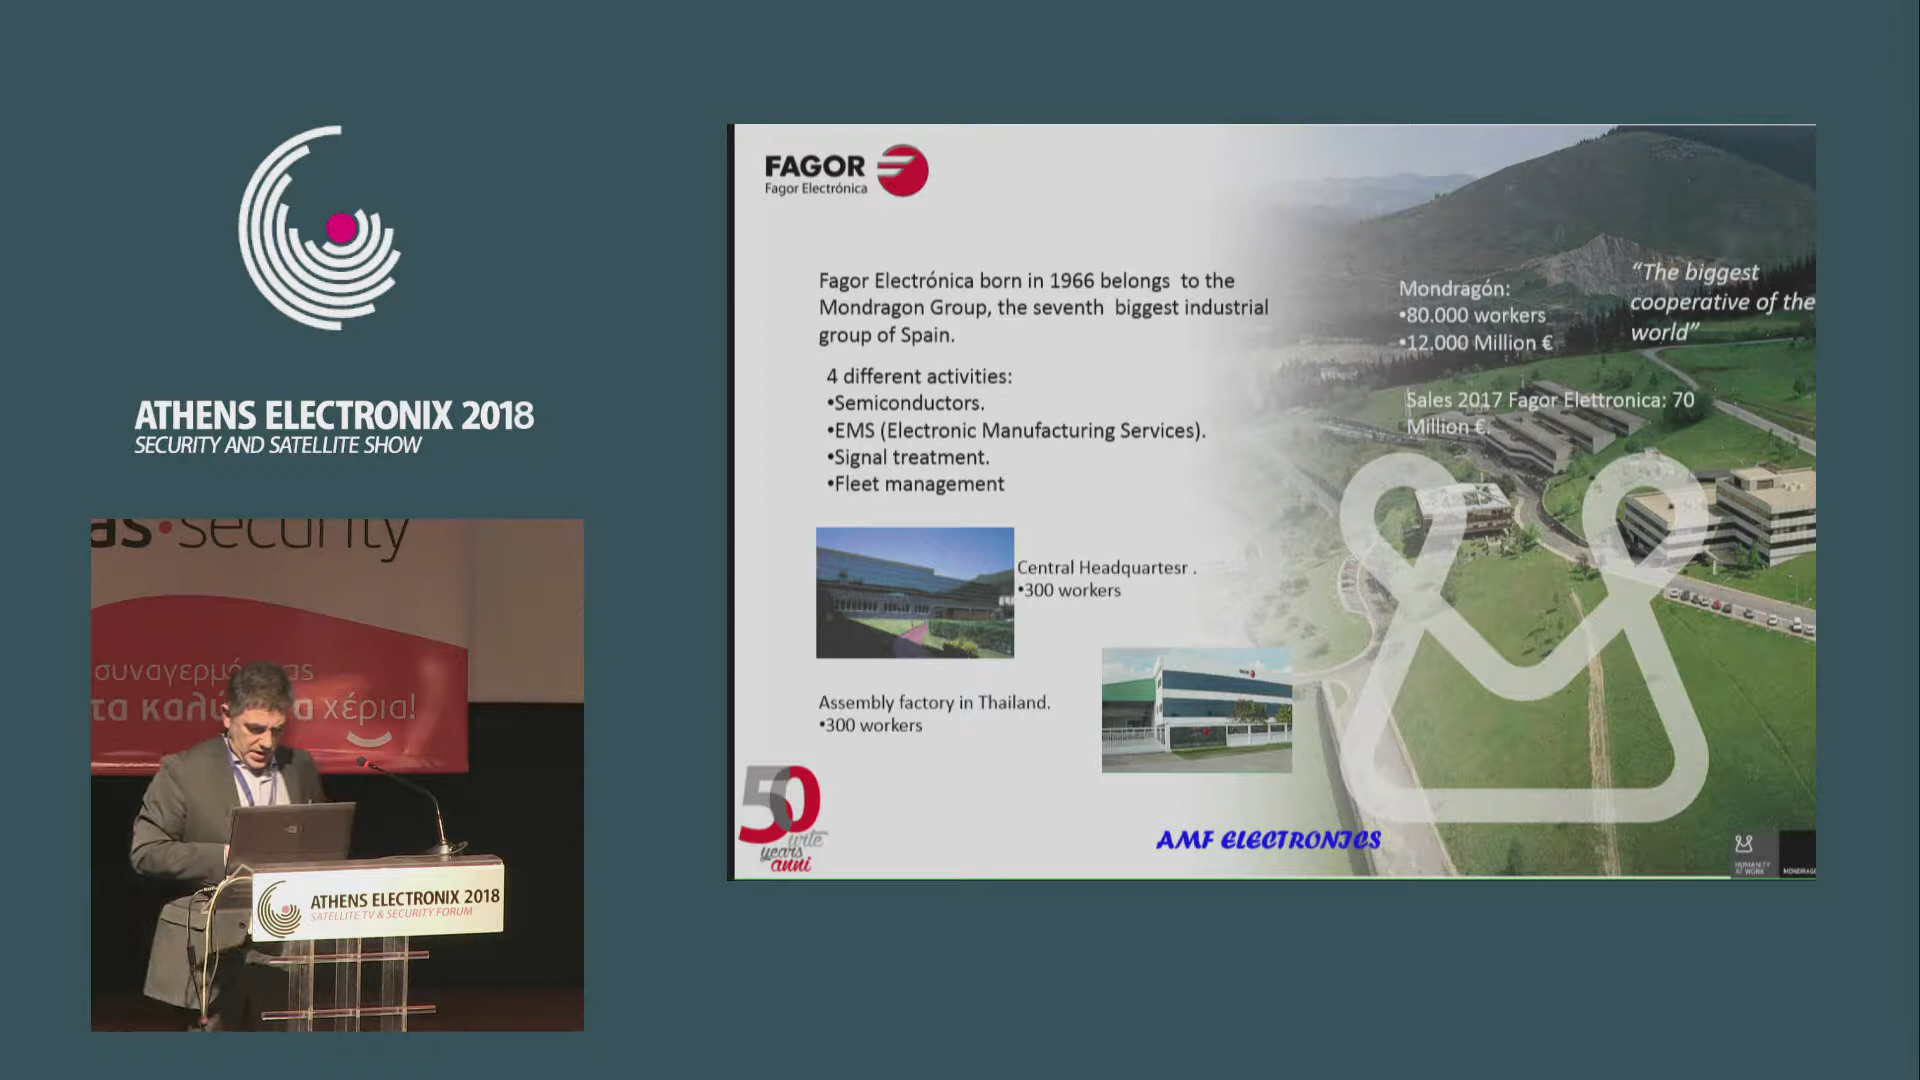 ATHENS ELECTRONIX 2018
SECURITY AND SATELLITE SHOW
as•security
συναγερμό
τα καλύ α χέρια!
ATHENS ELECTRONIX 2018
SATELLITE TV & SECURITY FORUM
FAGOR
Fagor Electrónica
Fagor Electrónica born in 1966 belongs to the
Mondragon Group, the seventh biggest industrial
group of Spain.
4 different activities:
•Semiconductors.
•EMS (Electronic Manufacturing Services).
•Signal treatment.
•Fleet management
Central Headquartesr .
•300 workers
Assembly factory in Thailand.
•300 workers
50
urte
years
anni
AMF ELECTRONICS
Mondragón:
•80.000 workers
•12.000 Million €
“The biggest
cooperative of the
world”
Sales 2017 Fagor Elettronica: 70
Million €.
HUMANITY
AT WORK
MONDRAG